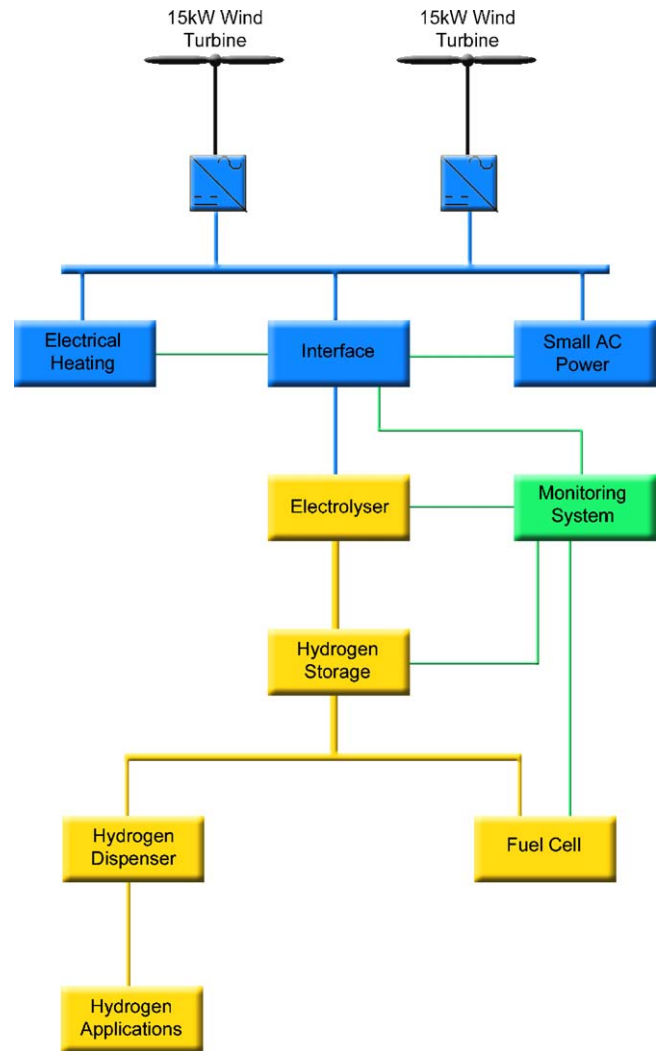 15kW Wind
Turbine
15kW Wind
Turbine
Electrical
Heating
Interface
Small AC
Power
Electrolyser
Monitoring
System
Hydrogen
Storage
Hydrogen
Dispenser
Fuel Cell
Hydrogen
Applications